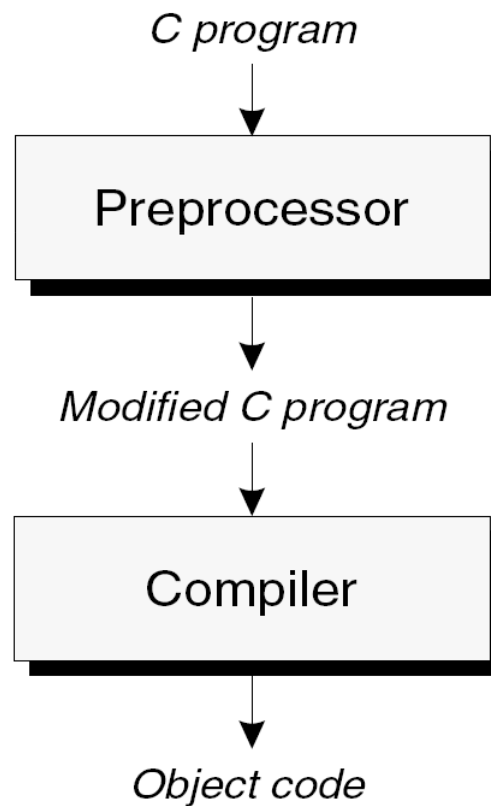 C program
Preprocessor
Modified C program
Compiler
Object code